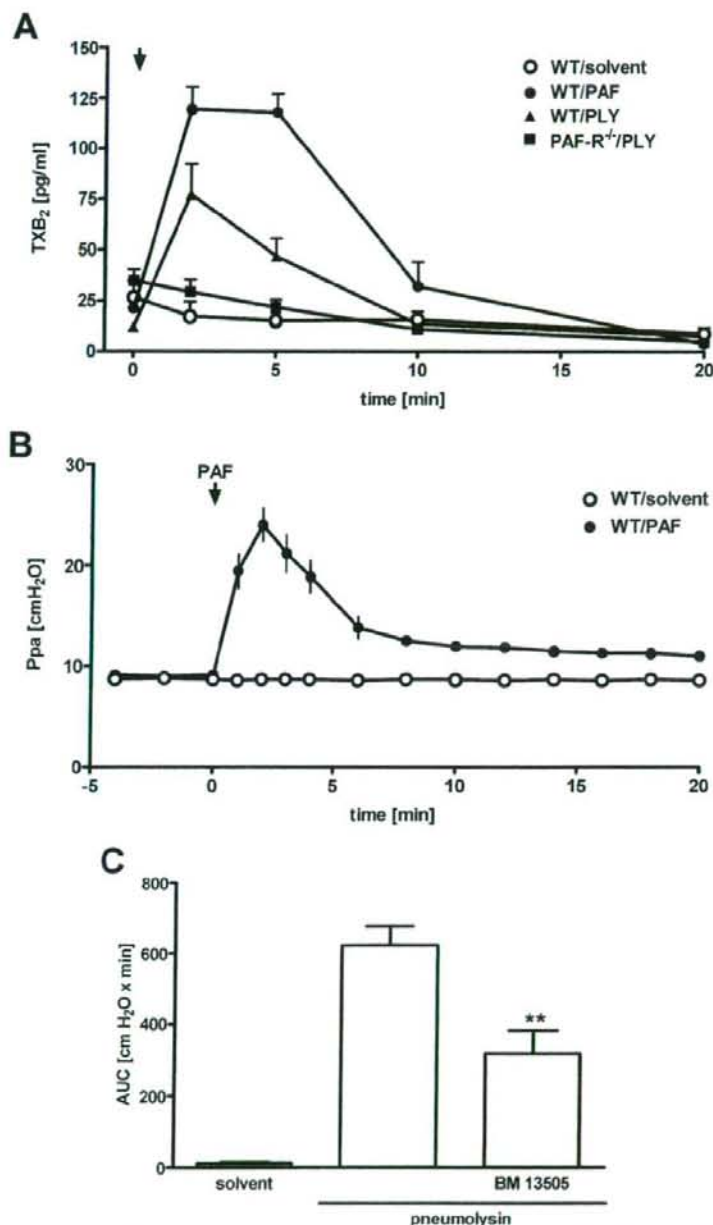 A
150
125
100
75
50
25
0
TXB2 [pg/ml]
WT/solvent
WT/PAF
WT/PLY
PAF-R-/-/PLY
0
5
10
15
20
time [min]
B
30
20
10
0
Ppa [cmH2O]
PAF
WT/solvent
WT/PAF
-5
0
5
10
15
20
time [min]
C
800
600
400
200
0
AUC [cm H2O x min]
**
solvent
BM 13505
pneumolysin